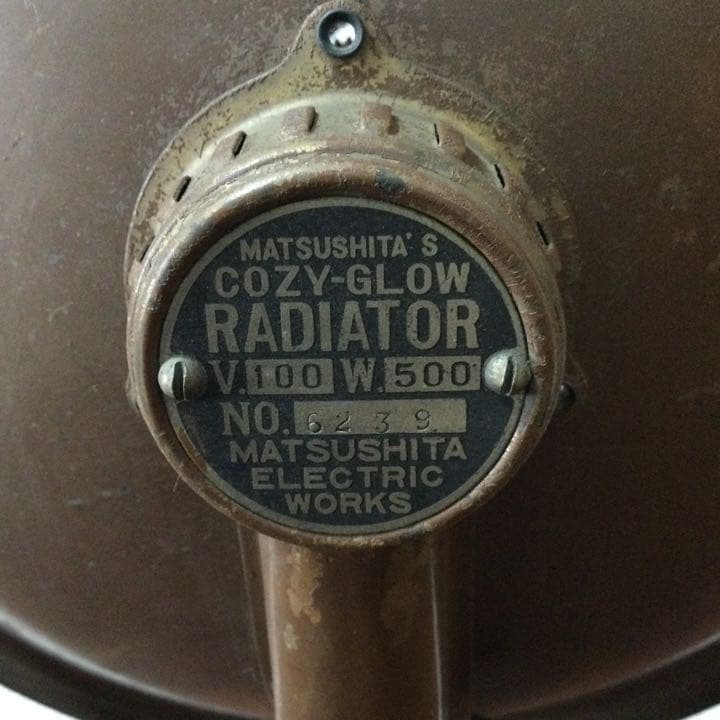 MATSUSHITA'S
COZY-GLOW
RADIATOR
V. 100 W. 500
NO. 6239
MATSUSHITA
ELECTRIC
WORKS